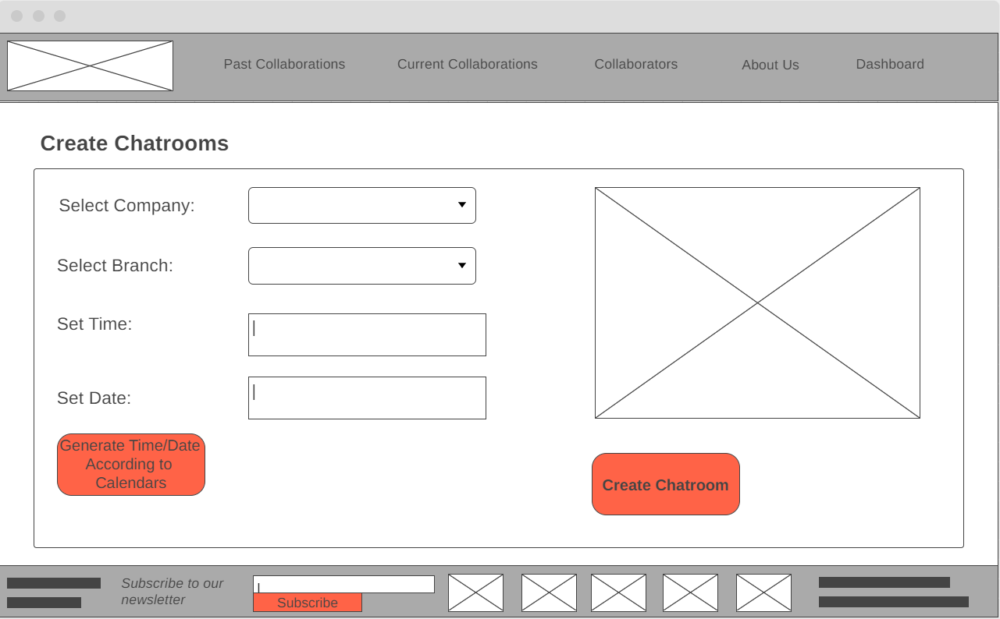 Past Collaborations
Current Collaborations
Collaborators
About Us
Dashboard
Create Chatrooms
Select Company:
Select Branch:
Set Time:
Set Date:
Generate Time/Date
According to
Calendars
Create Chatroom
Subscribe to our
newsletter
Subscribe